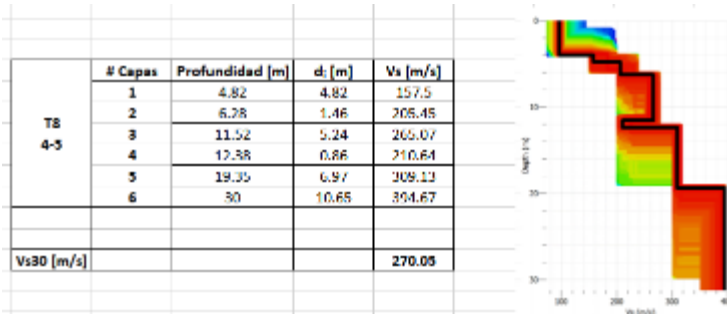 # Capas Profundidad [m] di [m] Vs [m/s]
T8
4-5
1 4.82 4.82 157.5
2 6.28 1.46 205.45
3 11.52 5.24 265.07
4 12.38 0.86 210.64
5 19.35 6.97 309.13
6 30 10.65 394.67
Vs30 [m/s] 270.05
0
10
20
30
Depth [m]
100 200 300
Vs [m/s]